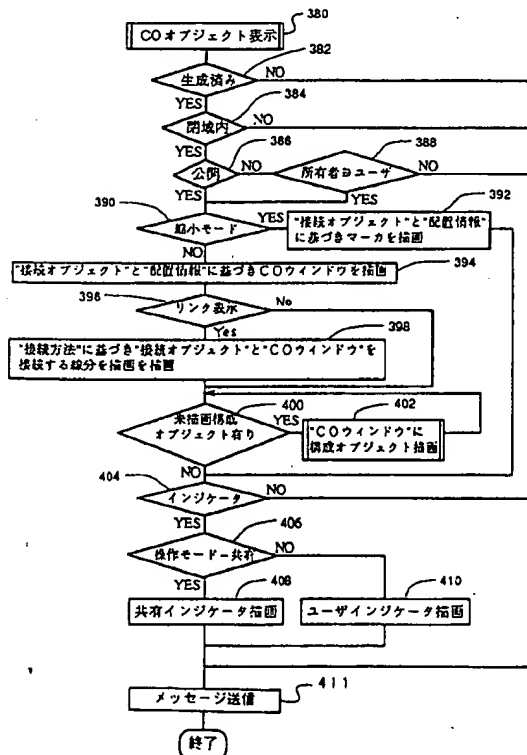 380
COオブジェクト表示
382
生成済み
NO
YES
384
閉域内
NO
YES
386
388
公開
NO
所有者∋ユーザ
NO
YES
YES
390
392
縮小モード
YES
"接続オブジェクト"と"配置情報"
に基づきマーカを描画
NO
394
"接続オブジェクト"と"配置情報"に基づきCOウィンドウを描画
396
リンク表示
No
Yes
398
"接続方法"に基づき"接続オブジェクト"と"COウィンドウ"を
接続する線分を描画を描画
400
402
未描画構成
オブジェクト有り
YES
"COウィンドウ"に
構成オブジェクト描画
NO
404
インジケータ
NO
YES
406
操作モード=共有
NO
YES
408
410
共有インジケータ描画
ユーザインジケータ描画
411
メッセージ送信
終了